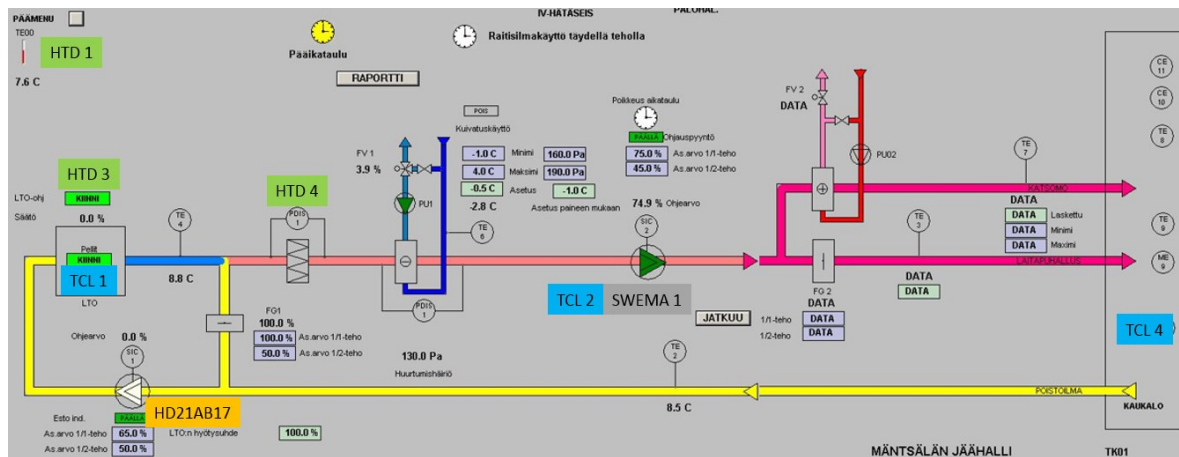 IV-HÄTÄSEIS
PÄÄMENU
TE00
HTD 1
7.6 C
Pääikataulu
Raitisilmakäyttö täydellä teholla
RAPORTTI
POIS
Kuivatuskäyttö
-1.0 C Minimi 160.0 Pa
4.0 C Maksimi 190.0 Pa
-0.5 C Asetus -1.0 C
-2.8 C Asetus paineen mukaan
Poikkeus aikataulu
PÄÄLLÄ Ohjauspyyntö
75.0 % As.arvo 1/1-teho
45.0 % As.arvo 1/2-teho
74.9 % Ohjearvo
FV 2
DATA
PU02
CE
11
CE
10
TE
8
TE
7
TE
9
ME
9
HTD 3
LTO-ohj KIINNI
Säätö 0.0 %
TE
4
HTD 4
PDIS
1
FV 1
3.9 %
PU1
TE
6
SIC
2
KATSOMO
DATA
DATA Laskettu
DATA Minimi
DATA Maximi
TE
3
LAITAPUHALLUS
Pellit
KIINNI
TCL 1
LTO
8.8 C
PDIS
1
TCL 2
SWEMA 1
FG 2
DATA
DATA
DATA
JATKUU
1/1-teho DATA
1/2-teho DATA
TCL 4
FG1
100.0 %
100.0 % As.arvo 1/1-teho
50.0 % As.arvo 1/2-teho
Ohjearvo 0.0 %
SIC
1
130.0 Pa
Huurtumishäiriö
TE
2
8.5 C
POISTOILMA
KAUKALO
HD21AB17
Esto ind. PÄÄLLÄ
As.arvo 1/1-teho 65.0 %
As.arvo 1/2-teho 50.0 %
LTO:n hyötysuhde 100.0 %
MÄNTSÄLÄN JÄÄHALLI
TK01